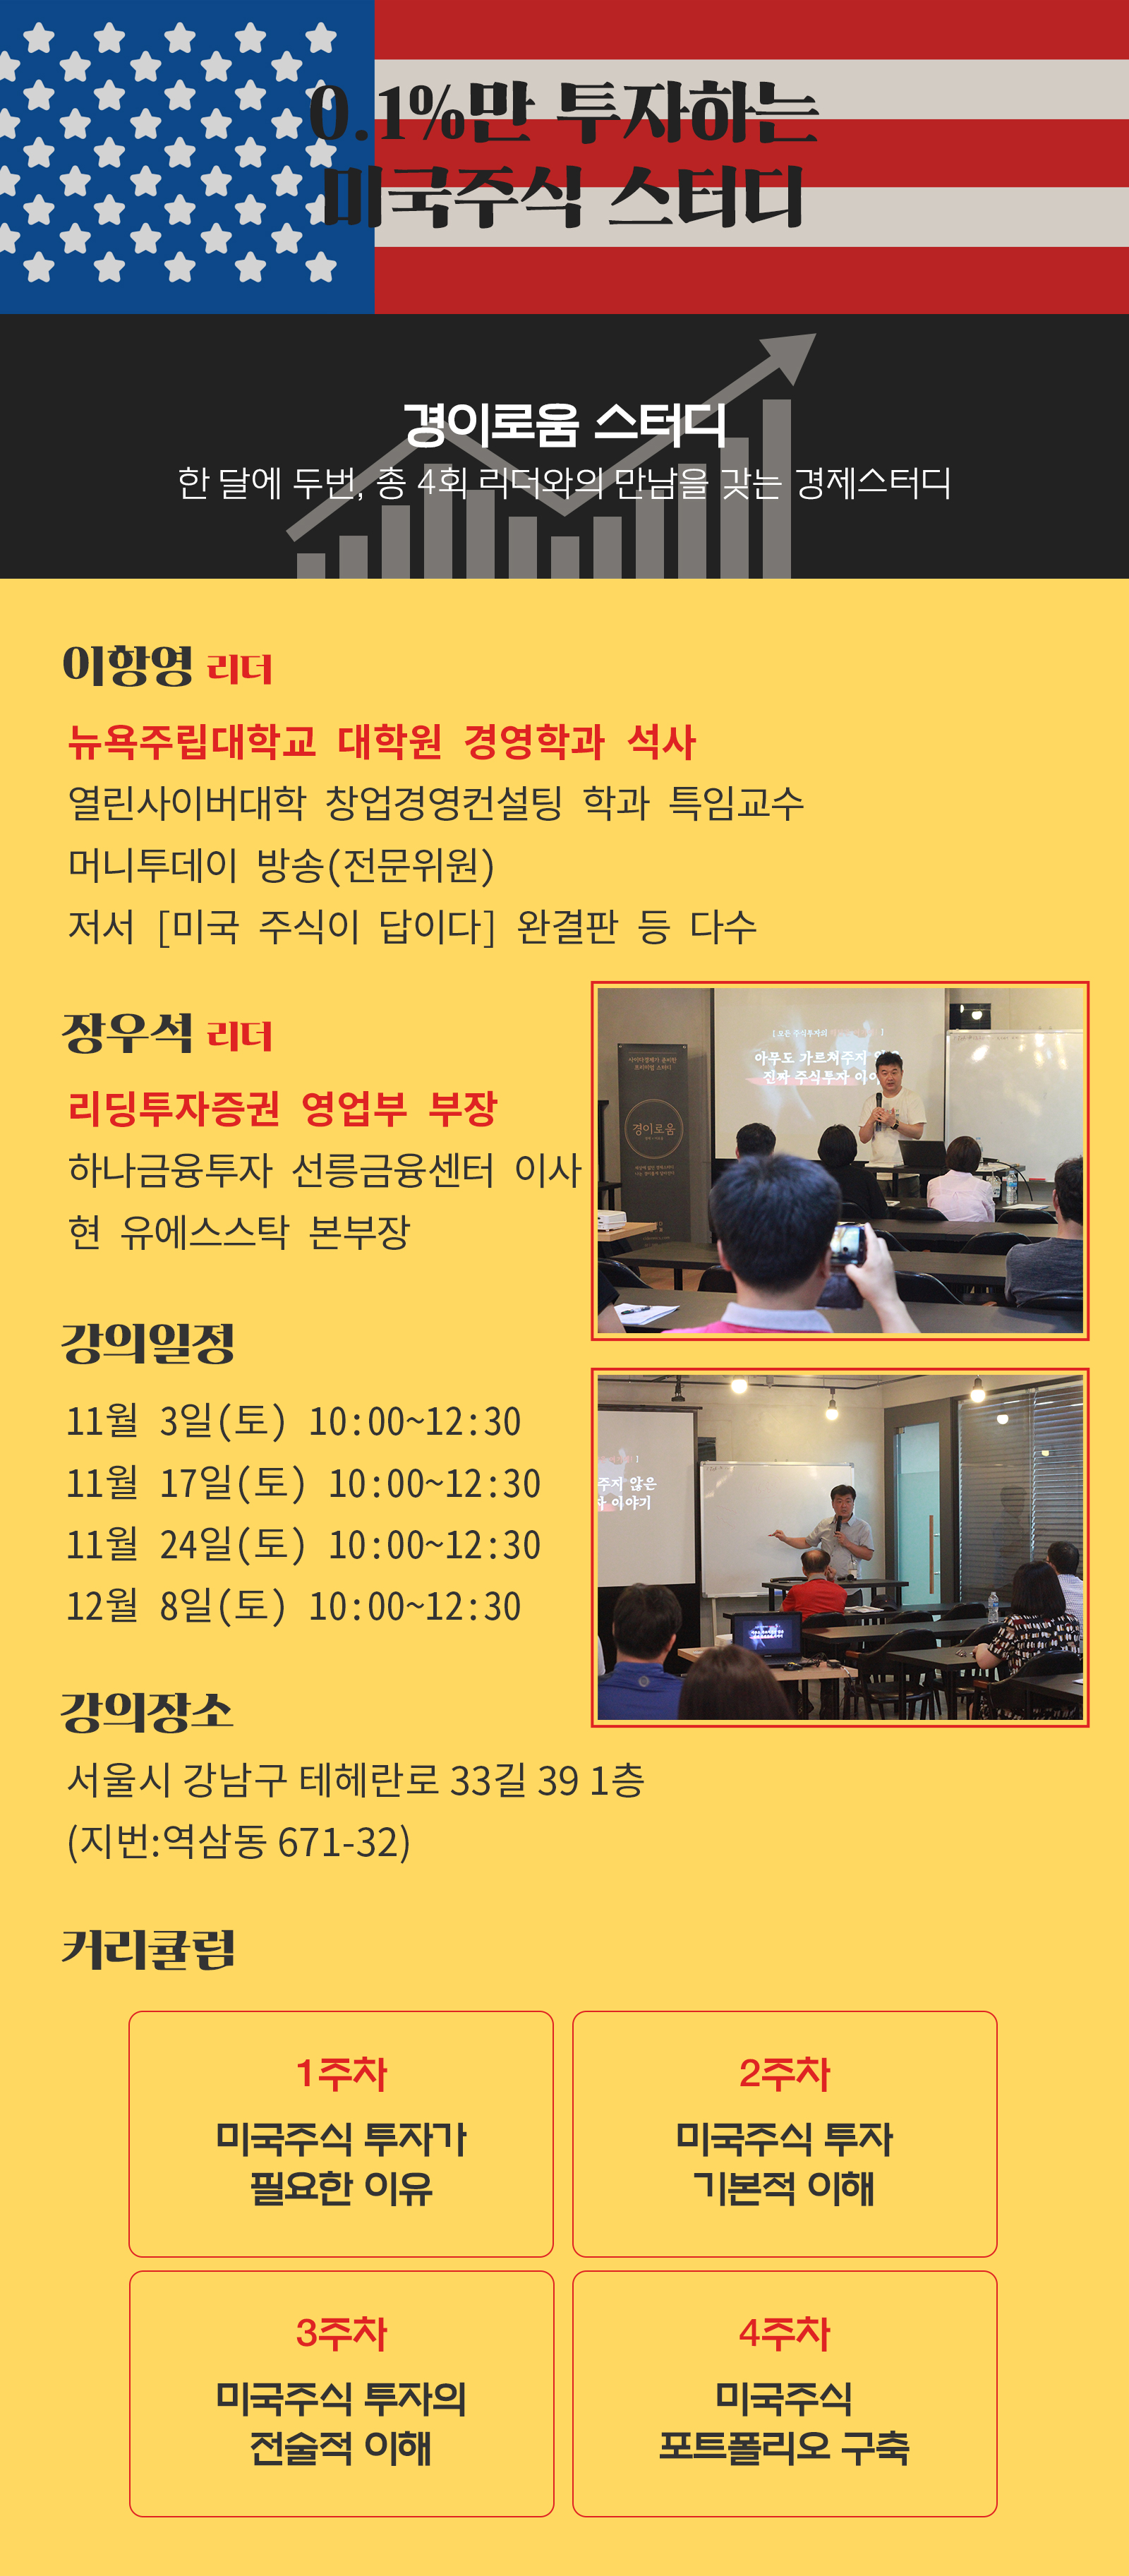 0.1%만 투자하는
미국주식 스터디
경이로움 스터디
한 달에 두번, 총 4회 리더와의 만남을 갖는 경제스터디
이항영 리더
뉴욕주립대학교 대학원 경영학과 석사
열린사이버대학 창업경영컨설팅 학과 특임교수
머니투데이 방송(전문위원)
저서 [미국 주식이 답이다] 완결판 등 다수
장우석 리더
리딩투자증권 영업부 부장
하나금융투자 선릉금융센터 이사
현 유에스스탁 본부장
아무도 가르쳐주지
진짜 주식투자 이야
경이로움
강의일정
11월 3일(토) 10:00~12:30
11월 17일(토) 10:00~12:30
11월 24일(토) 10:00~12:30
12월 8일(토) 10:00~12:30
주지 않은
이야기
강의장소
서울시 강남구 테헤란로 33길 39 1층
(지번:역삼동 671-32)
커리큘럼
1주차
미국주식 투자가
필요한 이유
2주차
미국주식 투자
기본적 이해
3주차
미국주식 투자의
전술적 이해
4주차
미국주식
포트폴리오 구축